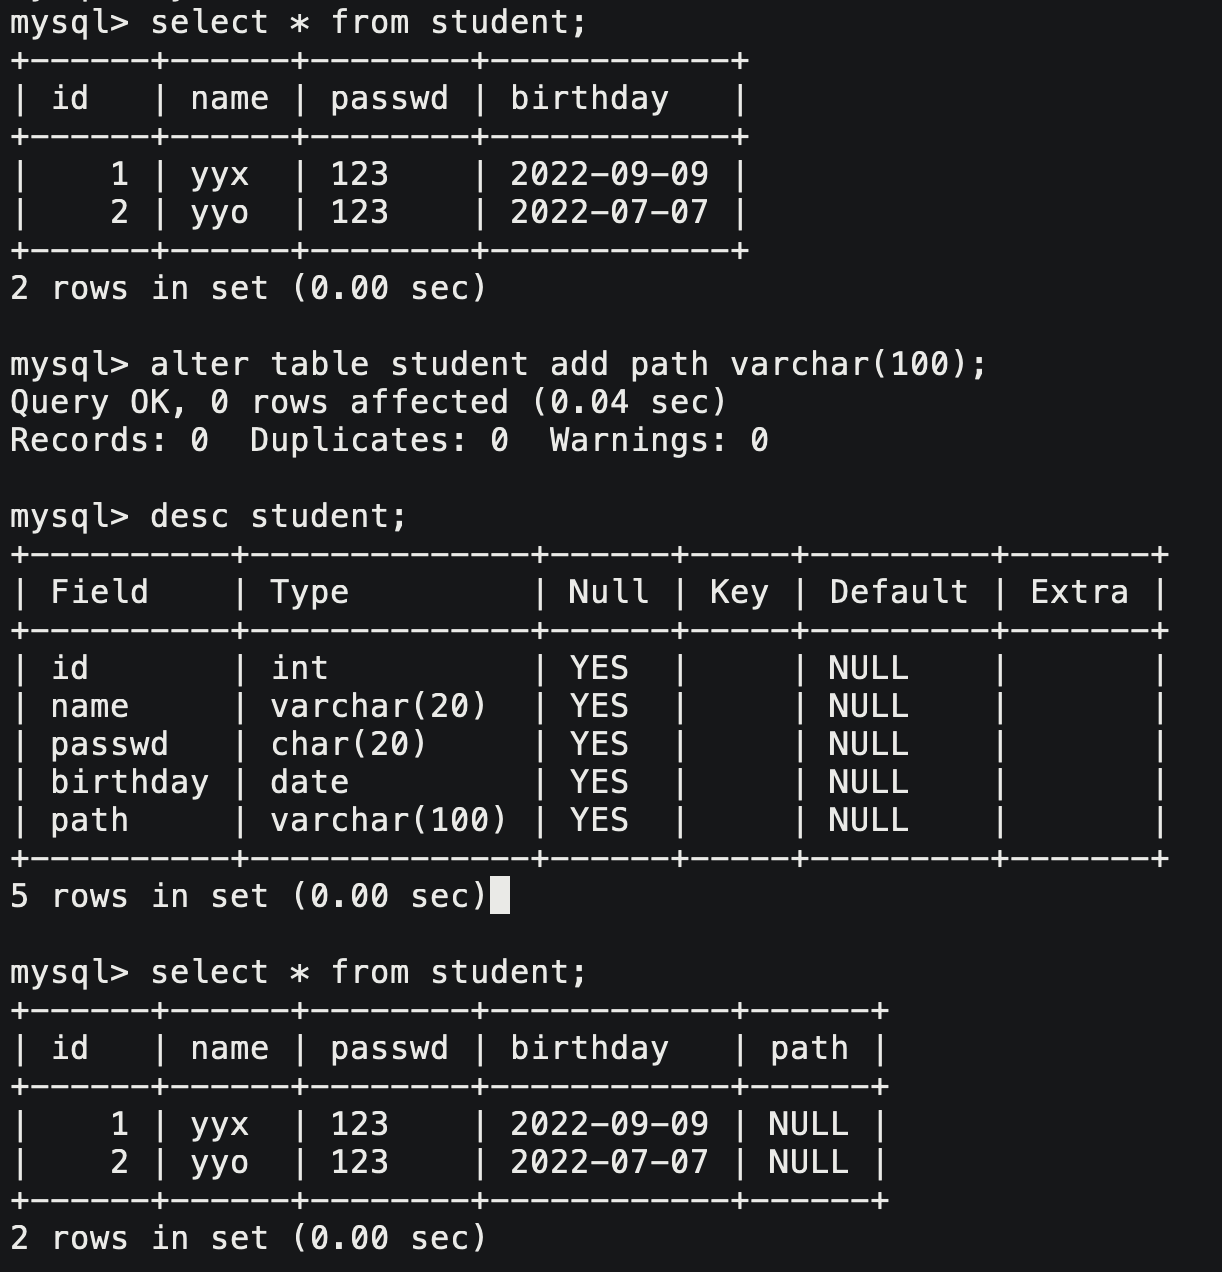 mysql> select * from student;
+------+------+--------+------------+
| id   | name | passwd | birthday   |
+------+------+--------+------------+
|    1 | yyx  | 123    | 2022-09-09 |
|    2 | yyo  | 123    | 2022-07-07 |
+------+------+--------+------------+
2 rows in set (0.00 sec)
mysql> alter table student add path varchar(100);
Query OK, 0 rows affected (0.04 sec)
Records: 0  Duplicates: 0  Warnings: 0
mysql> desc student;
+----------+--------------+------+-----+---------+-------+
| Field    | Type         | Null | Key | Default | Extra |
+----------+--------------+------+-----+---------+-------+
| id       | int          | YES  |     | NULL    |       |
| name     | varchar(20)  | YES  |     | NULL    |       |
| passwd   | char(20)     | YES  |     | NULL    |       |
| birthday | date         | YES  |     | NULL    |       |
| path     | varchar(100) | YES  |     | NULL    |       |
+----------+--------------+------+-----+---------+-------+
5 rows in set (0.00 sec)
mysql> select * from student;
+------+------+--------+------------+------+
| id   | name | passwd | birthday   | path |
+------+------+--------+------------+------+
|    1 | yyx  | 123    | 2022-09-09 | NULL |
|    2 | yyo  | 123    | 2022-07-07 | NULL |
+------+------+--------+------------+------+
2 rows in set (0.00 sec)